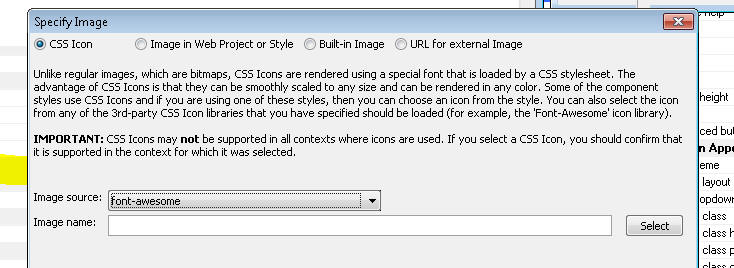 Specify Image
CSS Icon Image in Web Project or Style Built-in Image URL for external Image
Unlike regular images, which are bitmaps, CSS Icons are rendered using a special font that is loaded by a CSS stylesheet. The
advantage of CSS Icons is that they can be smoothly scaled to any size and can be rendered in any color. Some of the component
styles use CSS Icons and if you are using one of these styles, then you can choose an icon from the style. You can also select the icon
from any of the 3rd-party CSS Icon libraries that you have specified should be loaded (for example, the 'Font-Awesome' icon library).
IMPORTANT: CSS Icons may not be supported in all contexts where icons are used. If you select a CSS Icon, you should confirm that
it is supported in the context for which it was selected.
Image source: font-awesome
Image name: Select
help
height
ced but
n Appe
eme
layout
opdown
class
class h
class p